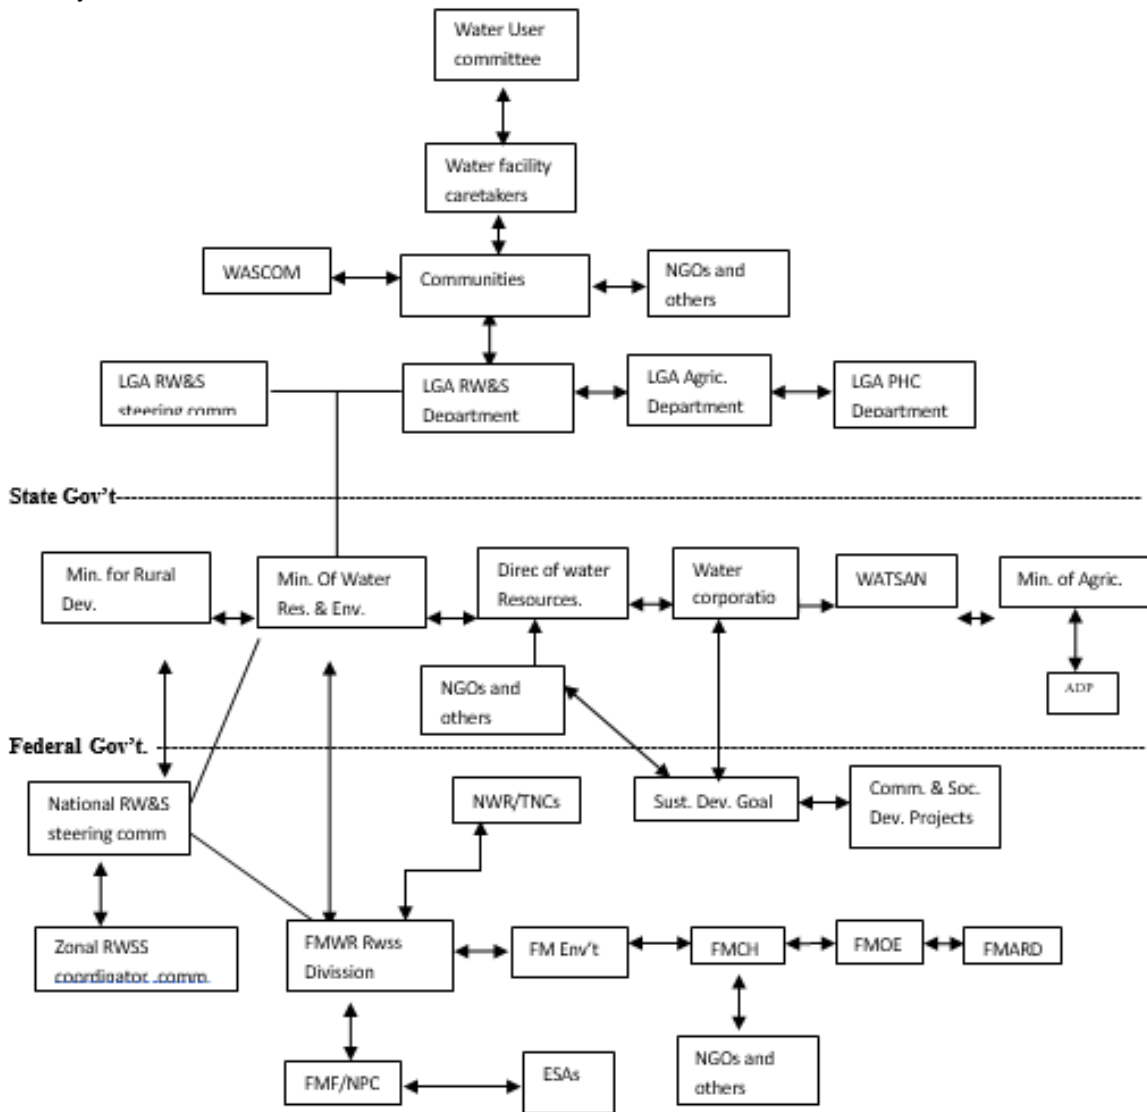 Water User
committee
Water facility
caretakers
WASCOM
Communities
NGOs and
others
LGA RW&S
steering comm
LGA RW&S
Department
LGA Agric.
Department
LGA PHC
Department
State Gov't
Min. for Rural
Dev.
Min. Of Water
Res. & Env.
Direc of water
Resources.
Water
corporatio
WATSAN
Min. of Agric.
NGOs and
others
ADP
Federal Gov't.
National RW&S
steering comm
NWR/TNCs
Sust. Dev. Goal
Comm. & Soc.
Dev. Projects
Zonal RWSS
coordinator comm
FMWR Rwss
Divission
FM Env't
FMCH
FMOE
FMARD
FMF/NPC
ESAs
NGOs and
others